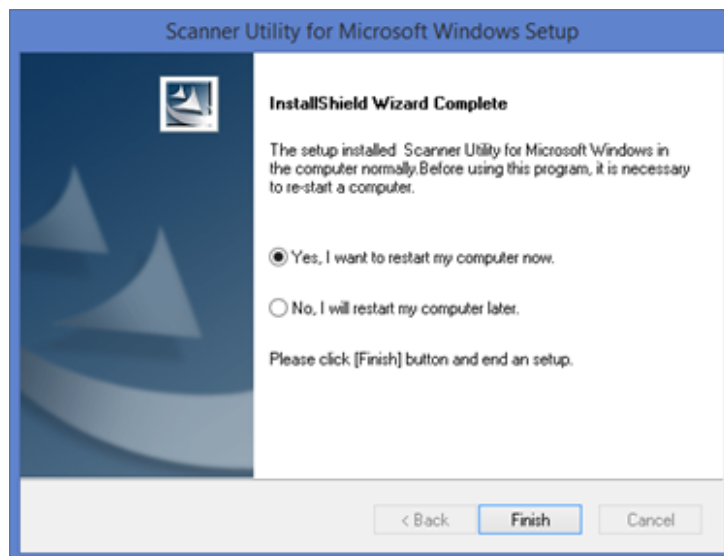 Scanner Utility for Microsoft Windows Setup
InstallShield Wizard Complete
The setup installed Scanner Utility for Microsoft Windows in
the computer normally.Before using this program, it is necessary
to re-start a computer.
Yes, I want to restart my computer now.
No, I will restart my computer later.
Please click [Finish] button and end an setup.
< Back Finish Cancel